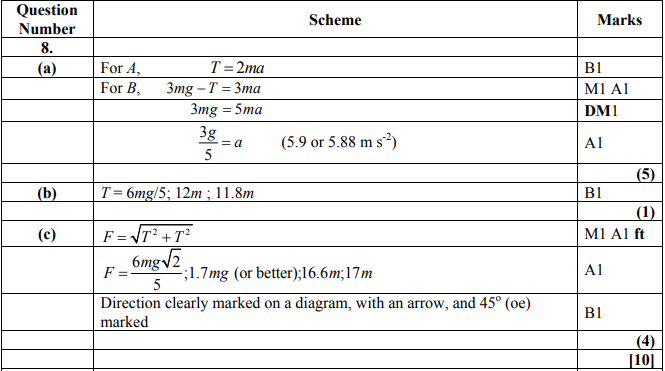 Question Number Scheme Marks
8.
(a) For A, T = 2ma B1
For B, 3mg – T = 3ma M1 A1
3mg = 5ma DM1
3g/5 = a (5.9 or 5.88 m s⁻²) A1
(5)
(b) T = 6mg/5; 12m ; 11.8m B1
(1)
(c) F = √(T² + T²) M1 A1 ft
F = 6mg√2/5 ;1.7mg (or better);16.6m;17m A1
Direction clearly marked on a diagram, with an arrow, and 45° (oe)
marked B1
(4)
[10]